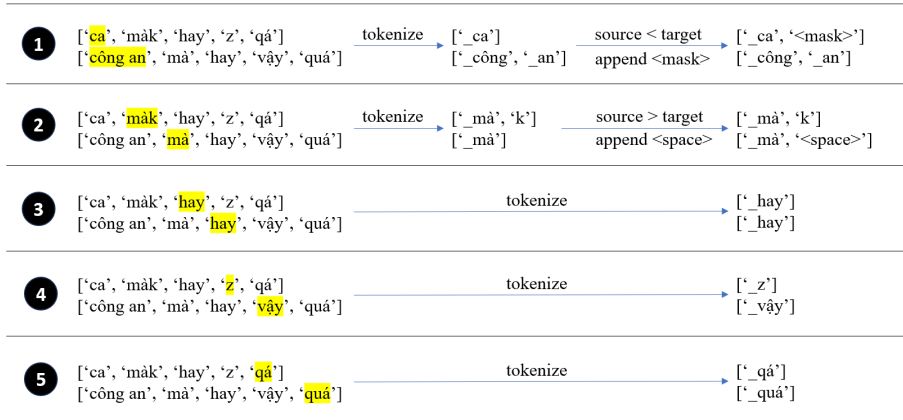 1 [‘ca’, ‘màk’, ‘hay’, ‘z’, ‘qá’] tokenize [‘_ca’] source < target [‘_ca’, ‘<mask>’]
[‘công an’, ‘mà’, ‘hay’, ‘vậy’, ‘quá’] [‘_công’, ‘_an’] append <mask> [‘_công’, ‘_an’]
2 [‘ca’, ‘màk’, ‘hay’, ‘z’, ‘qá’] tokenize [‘_mà’, ‘k’] source > target [‘_mà’, ‘k’]
[‘công an’, ‘mà’, ‘hay’, ‘vậy’, ‘quá’] [‘_mà’] append <space> [‘_mà’, ‘<space>’]
3 [‘ca’, ‘màk’, ‘hay’, ‘z’, ‘qá’] tokenize [‘_hay’]
[‘công an’, ‘mà’, ‘hay’, ‘vậy’, ‘quá’] [‘_hay’]
4 [‘ca’, ‘màk’, ‘hay’, ‘z’, ‘qá’] tokenize [‘_z’]
[‘công an’, ‘mà’, ‘hay’, ‘vậy’, ‘quá’] [‘_vậy’]
5 [‘ca’, ‘màk’, ‘hay’, ‘z’, ‘qá’] tokenize [‘_qá’]
[‘công an’, ‘mà’, ‘hay’, ‘vậy’, ‘quá’] [‘_quá’]